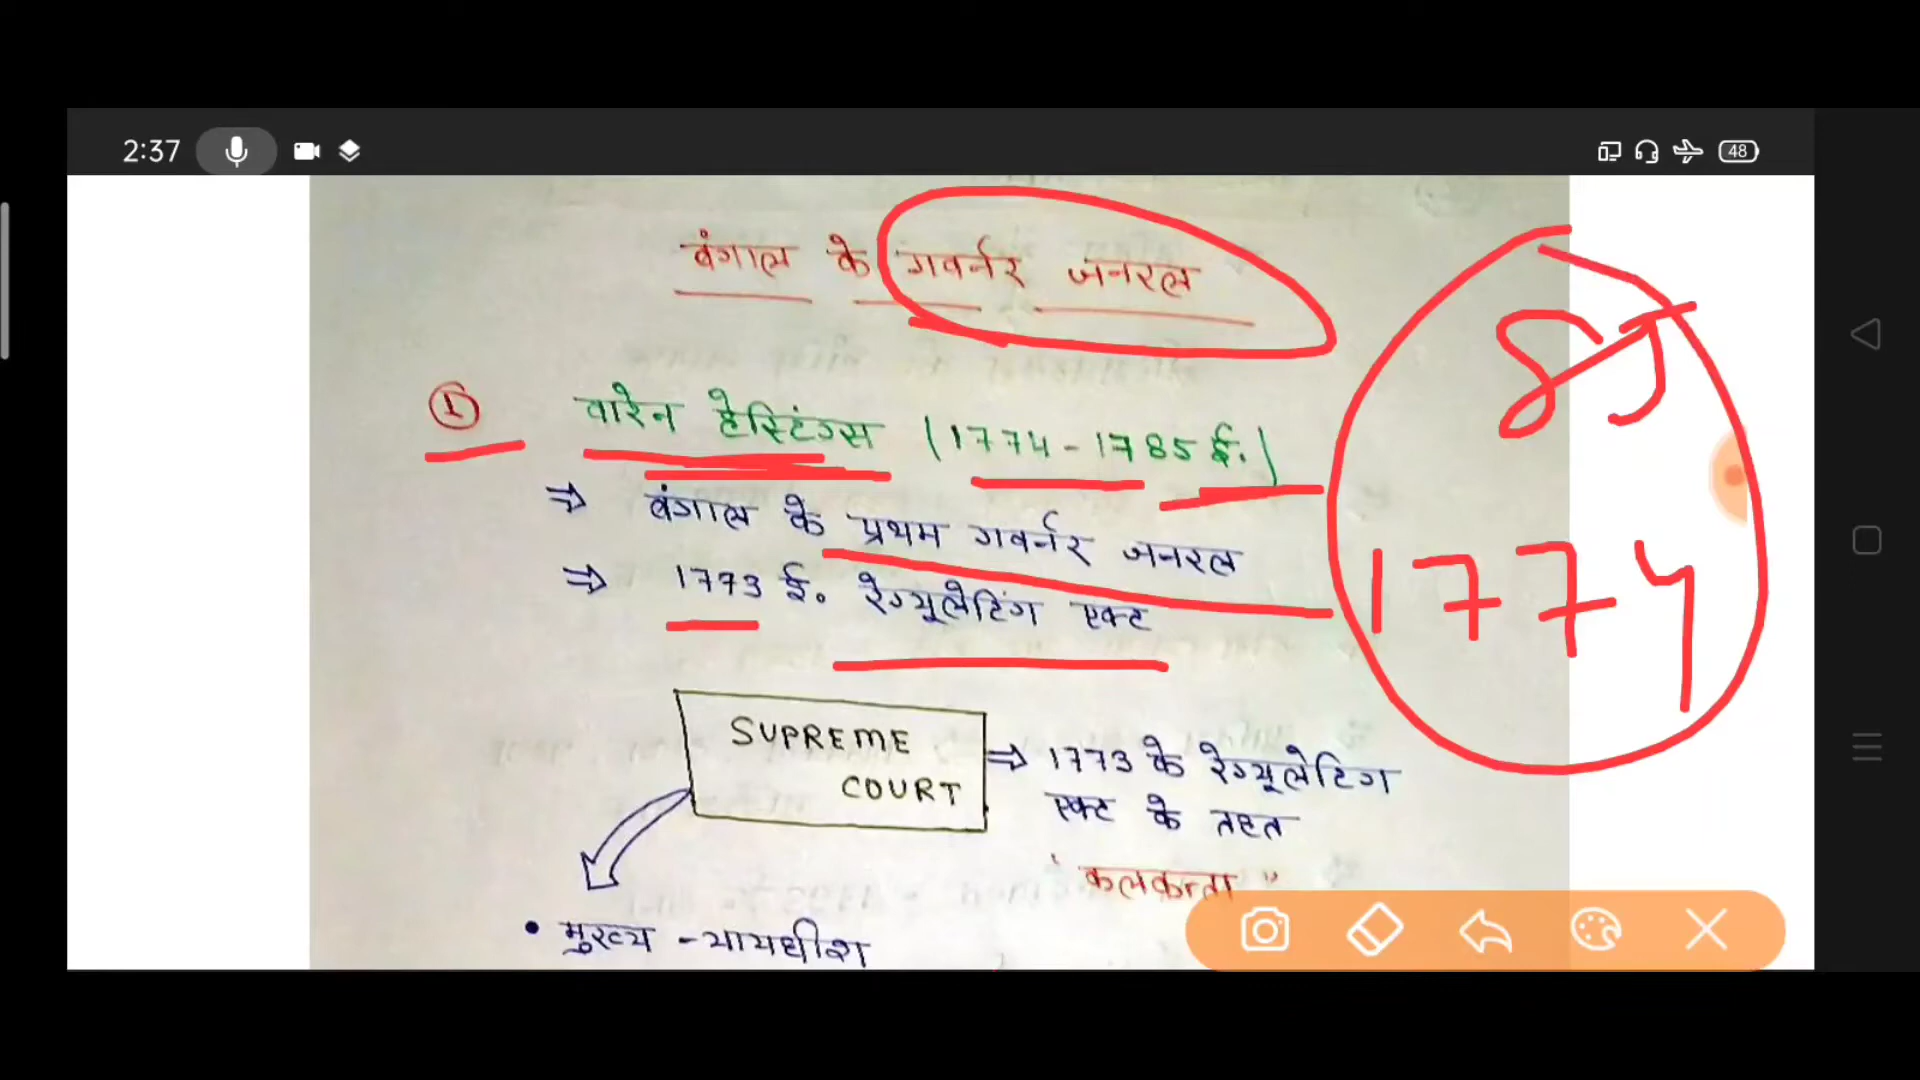 2:37
48
बंगाल के गवर्नर जनरल
① वारेन हेस्टिंग्स (1774-1785 ई.)
⇒ बंगाल के प्रथम गवर्नर जनरल
⇒ 1773 ई. रेग्यूलेटिंग एक्ट
85
1774
SUPREME
COURT
⇒ 1773 के रेग्यूलेटिंग
एक्ट के तहत
"कलकत्ता"
• मुख्य न्यायधीश